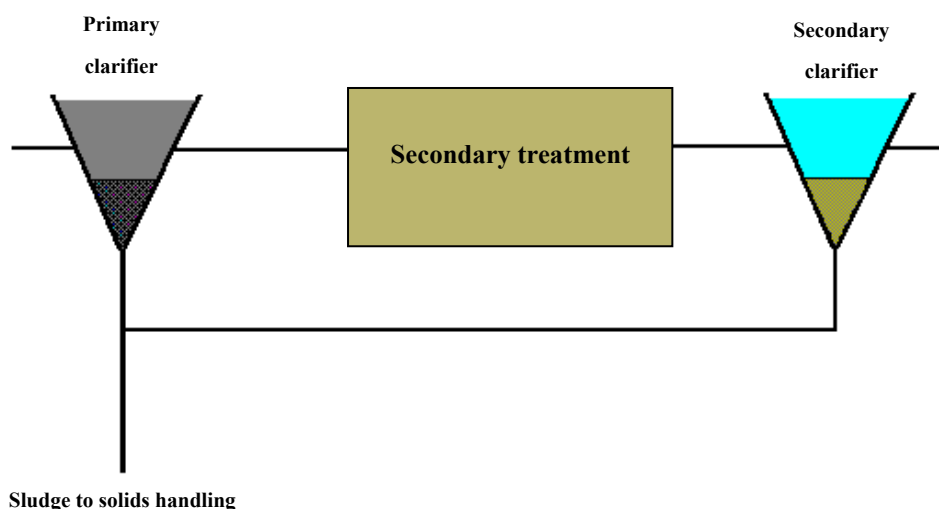 Primary
clarifier
Secondary
clarifier
Secondary treatment
Sludge to solids handling